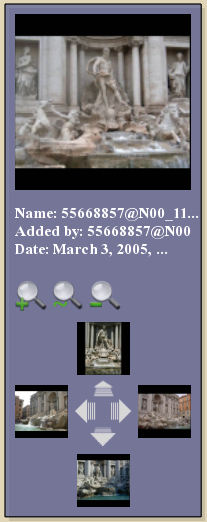 Name: 55668857@N00_11...
Added by: 55668857@N00
Date: March 3, 2005, ...